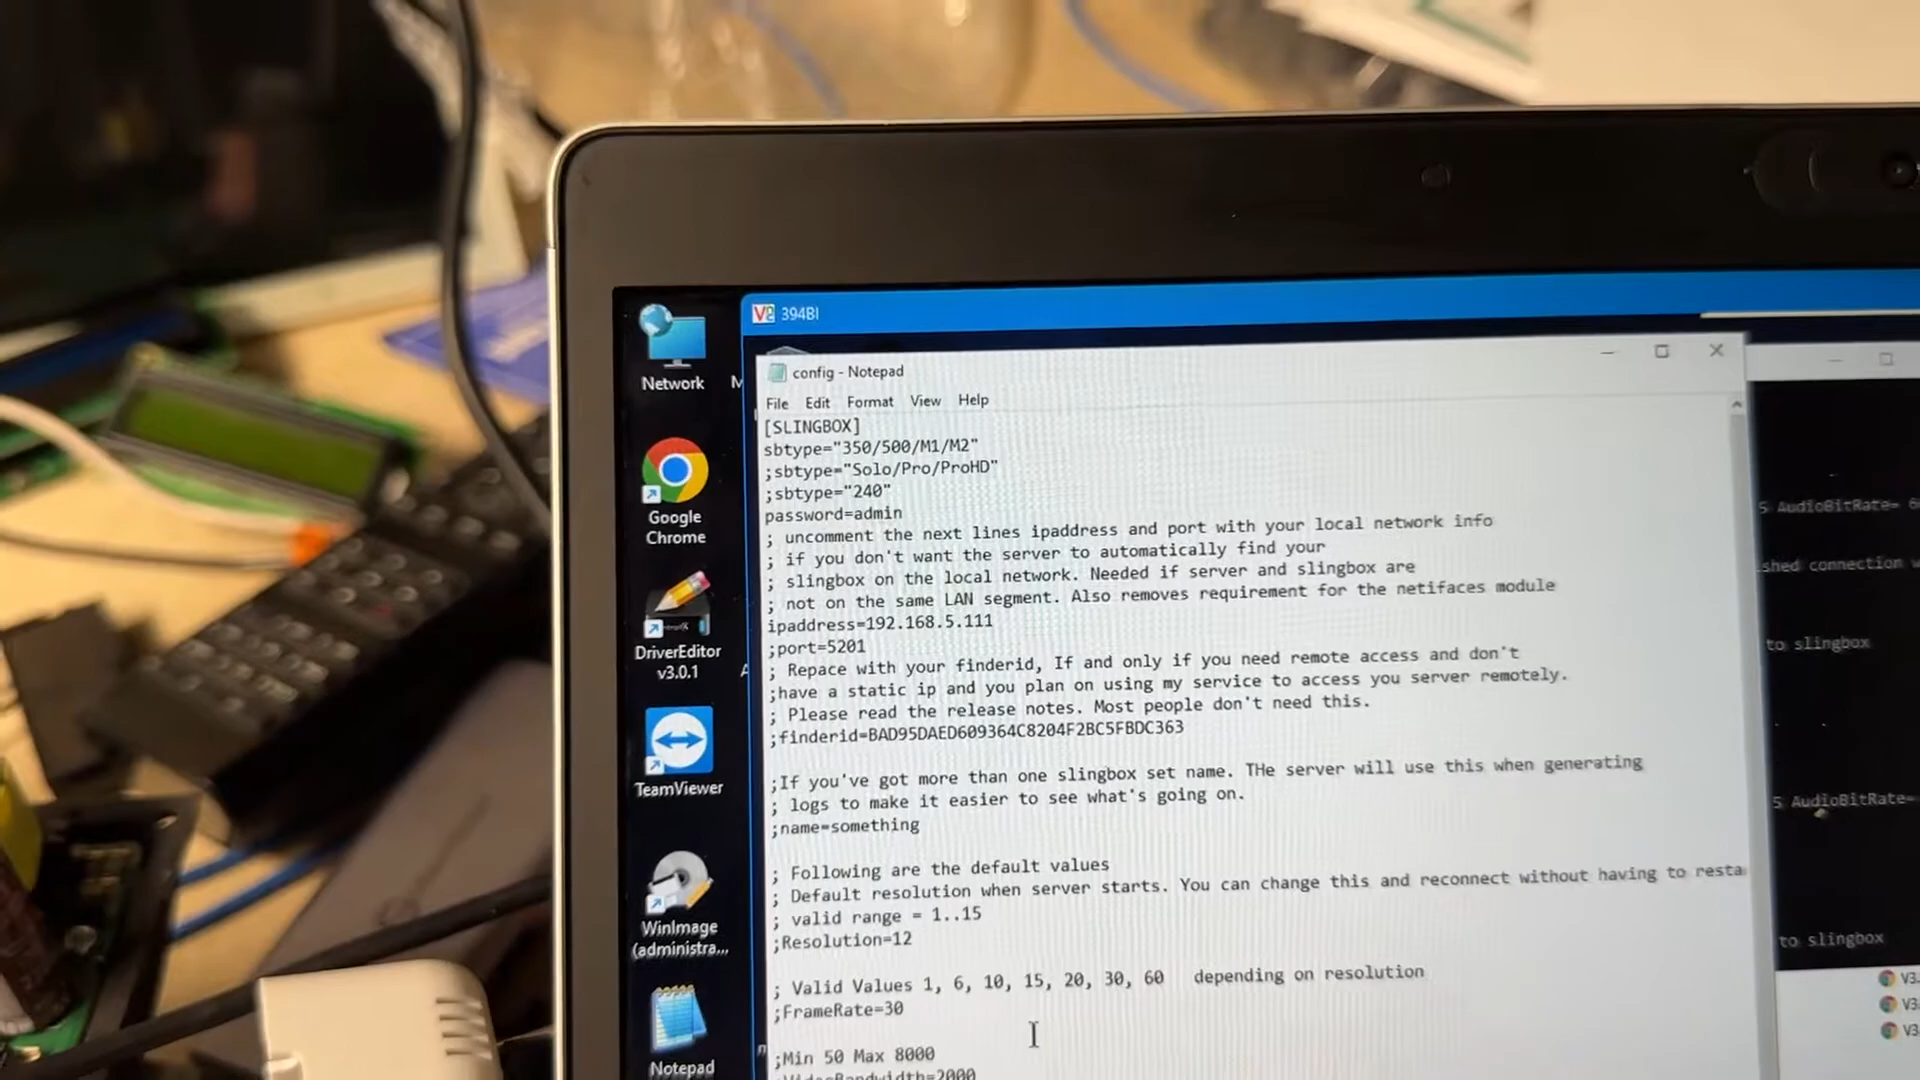 394BI
config - Notepad
File Edit Format View Help
[SLINGBOX]
sbtype="350/500/M1/M2"
;sbtype="Solo/Pro/ProHD"
;sbtype="240"
password=admin
; uncomment the next lines ipaddress and port with your local network info
; if you don't want the server to automatically find your
; slingbox on the local network. Needed if server and slingbox are
; not on the same LAN segment. Also removes requirement for the netifaces module
ipaddress=192.168.5.111
;port=5201
; Repace with your finderid, If and only if you need remote access and don't
;have a static ip and you plan on using my service to access you server remotely.
; Please read the release notes. Most people don't need this.
;finderid=BAD95DAED609364C8204F2BC5FBDC363
;If you've got more than one slingbox set name. THe server will use this when generating
; logs to make it easier to see what's going on.
;name=something
; Following are the default values
; Default resolution when server starts. You can change this and reconnect without having to resta
; valid range = 1..15
;Resolution=12
; Valid Values 1, 6, 10, 15, 20, 30, 60 depending on resolution
;FrameRate=30
;Min 50 Max 8000
;VideoBandwidth=2000
Network
Google
Chrome
DriverEditor
v3.0.1
TeamViewer
WinImage
(administra...
Notepad
5 AudioBitRate=
shed connection
to slingbox
5 AudioBitRate=
to slingbox
V3.
V3.
V3.